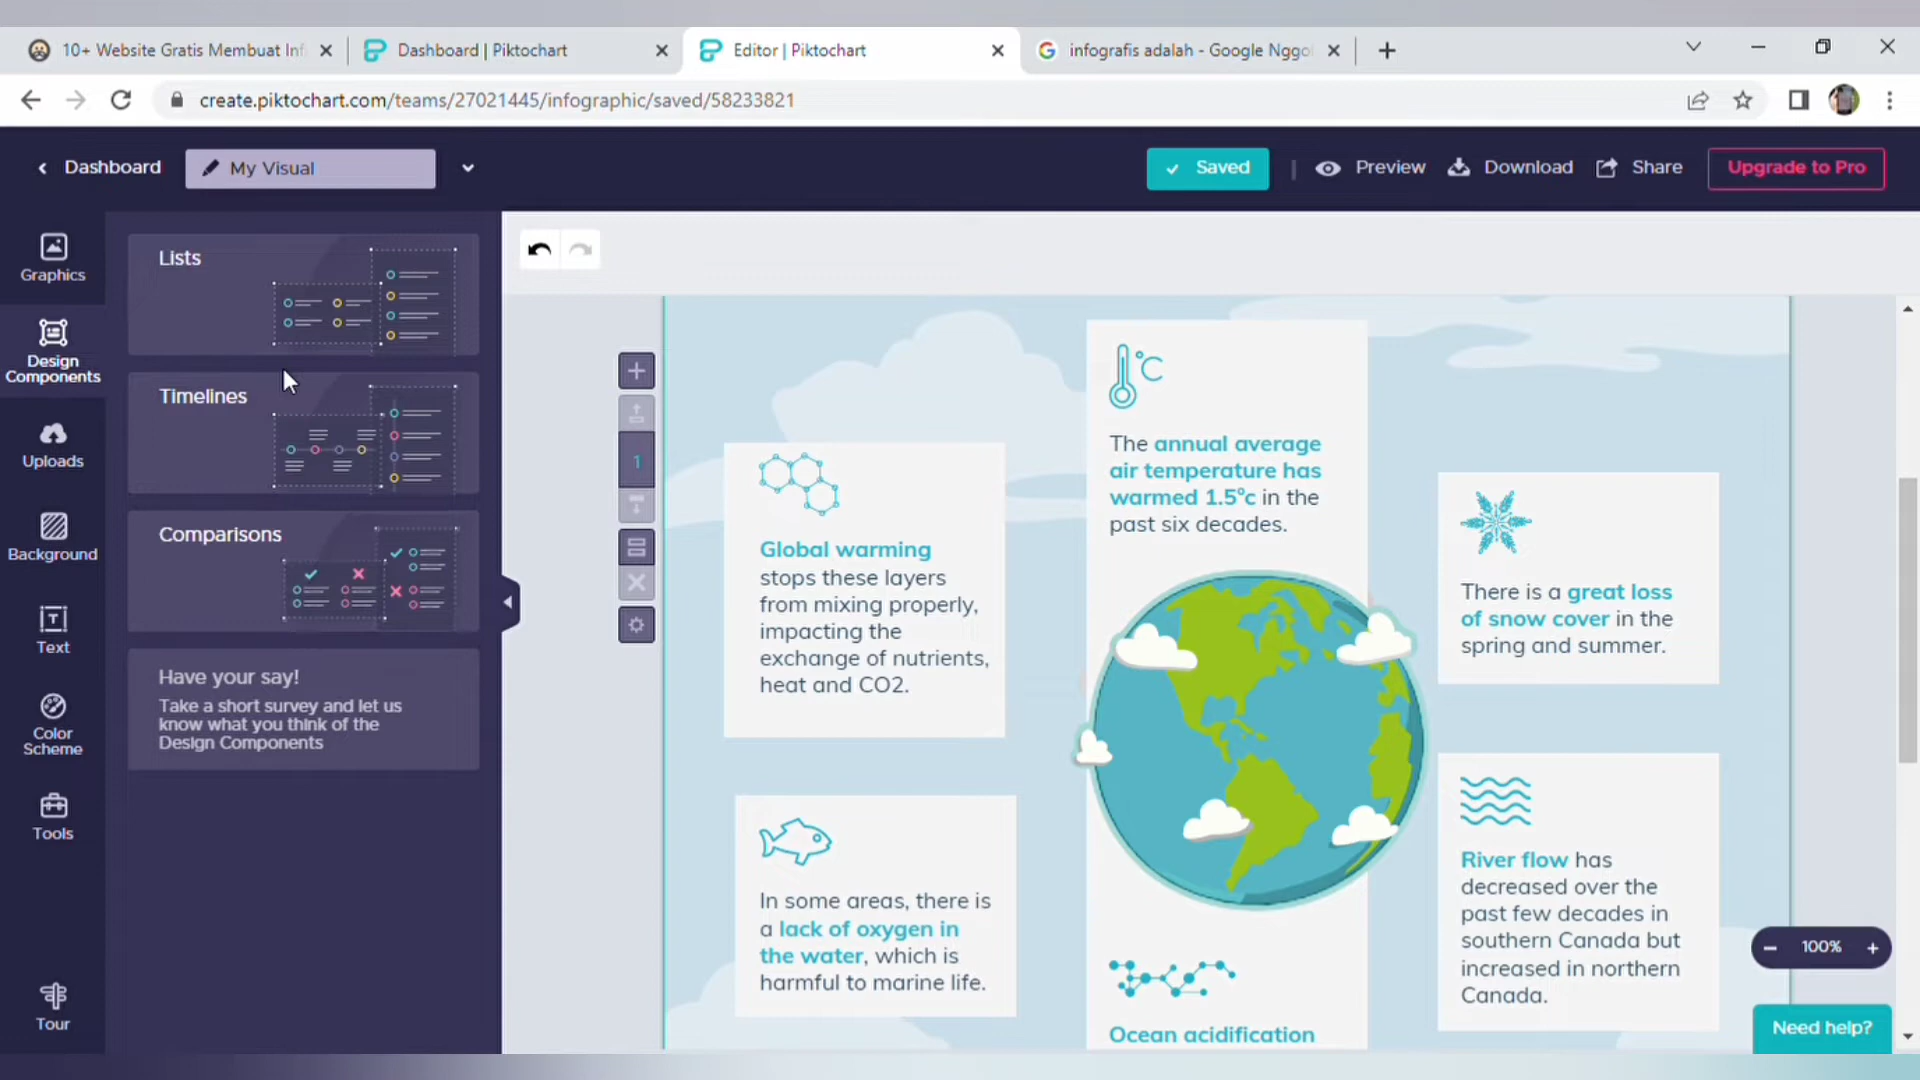 10+ Website Gratis Membuat Inf
Dashboard | Piktochart
Editor | Piktochart
infografis adalah - Google Nggo
create.piktochart.com/teams/27021445/infographic/saved/58233821
Dashboard
My Visual
Saved
Preview
Download
Share
Upgrade to Pro
Graphics
Design
Components
Uploads
Background
Text
Color
Scheme
Tools
Tour
Lists
Timelines
Comparisons
Have your say!
Take a short survey and let us
know what you think of the
Design Components
1
Global warming
stops these layers
from mixing properly,
impacting the
exchange of nutrients,
heat and CO2.
In some areas, there is
a lack of oxygen in
the water, which is
harmful to marine life.
°C
The annual average
air temperature has
warmed 1.5°c in the
past six decades.
Ocean acidification
There is a great loss
of snow cover in the
spring and summer.
River flow has
decreased over the
past few decades in
southern Canada but
increased in northern
Canada.
100%
Need help?